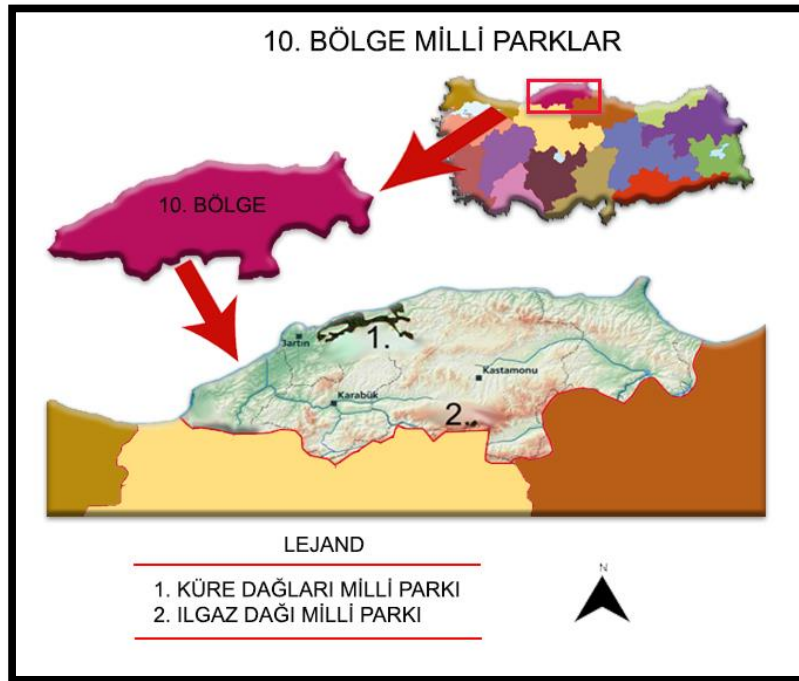 10. BÖLGE MİLLİ PARKLAR
10. BÖLGE
1.
Jartın
Kastamonu
Karabük
2.
LEJAND
1. KÜRE DAĞLARI MİLLİ PARKI
2. ILGAZ DAĞI MİLLİ PARKI
N